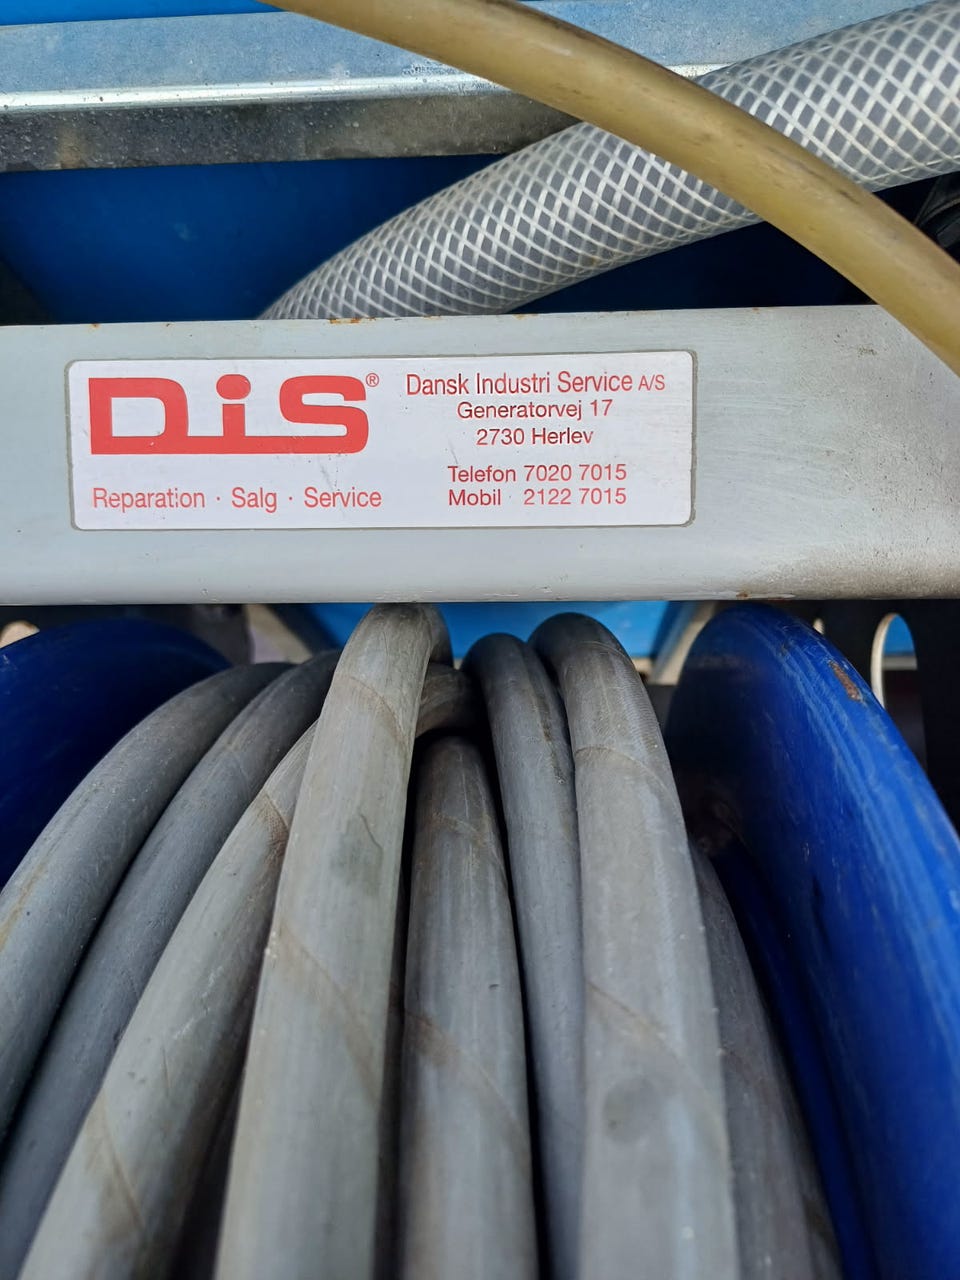 DiS®
Reparation · Salg · Service
Dansk Industri Service A/S
Generatorvej 17
2730 Herlev
Telefon 7020 7015
Mobil 2122 7015